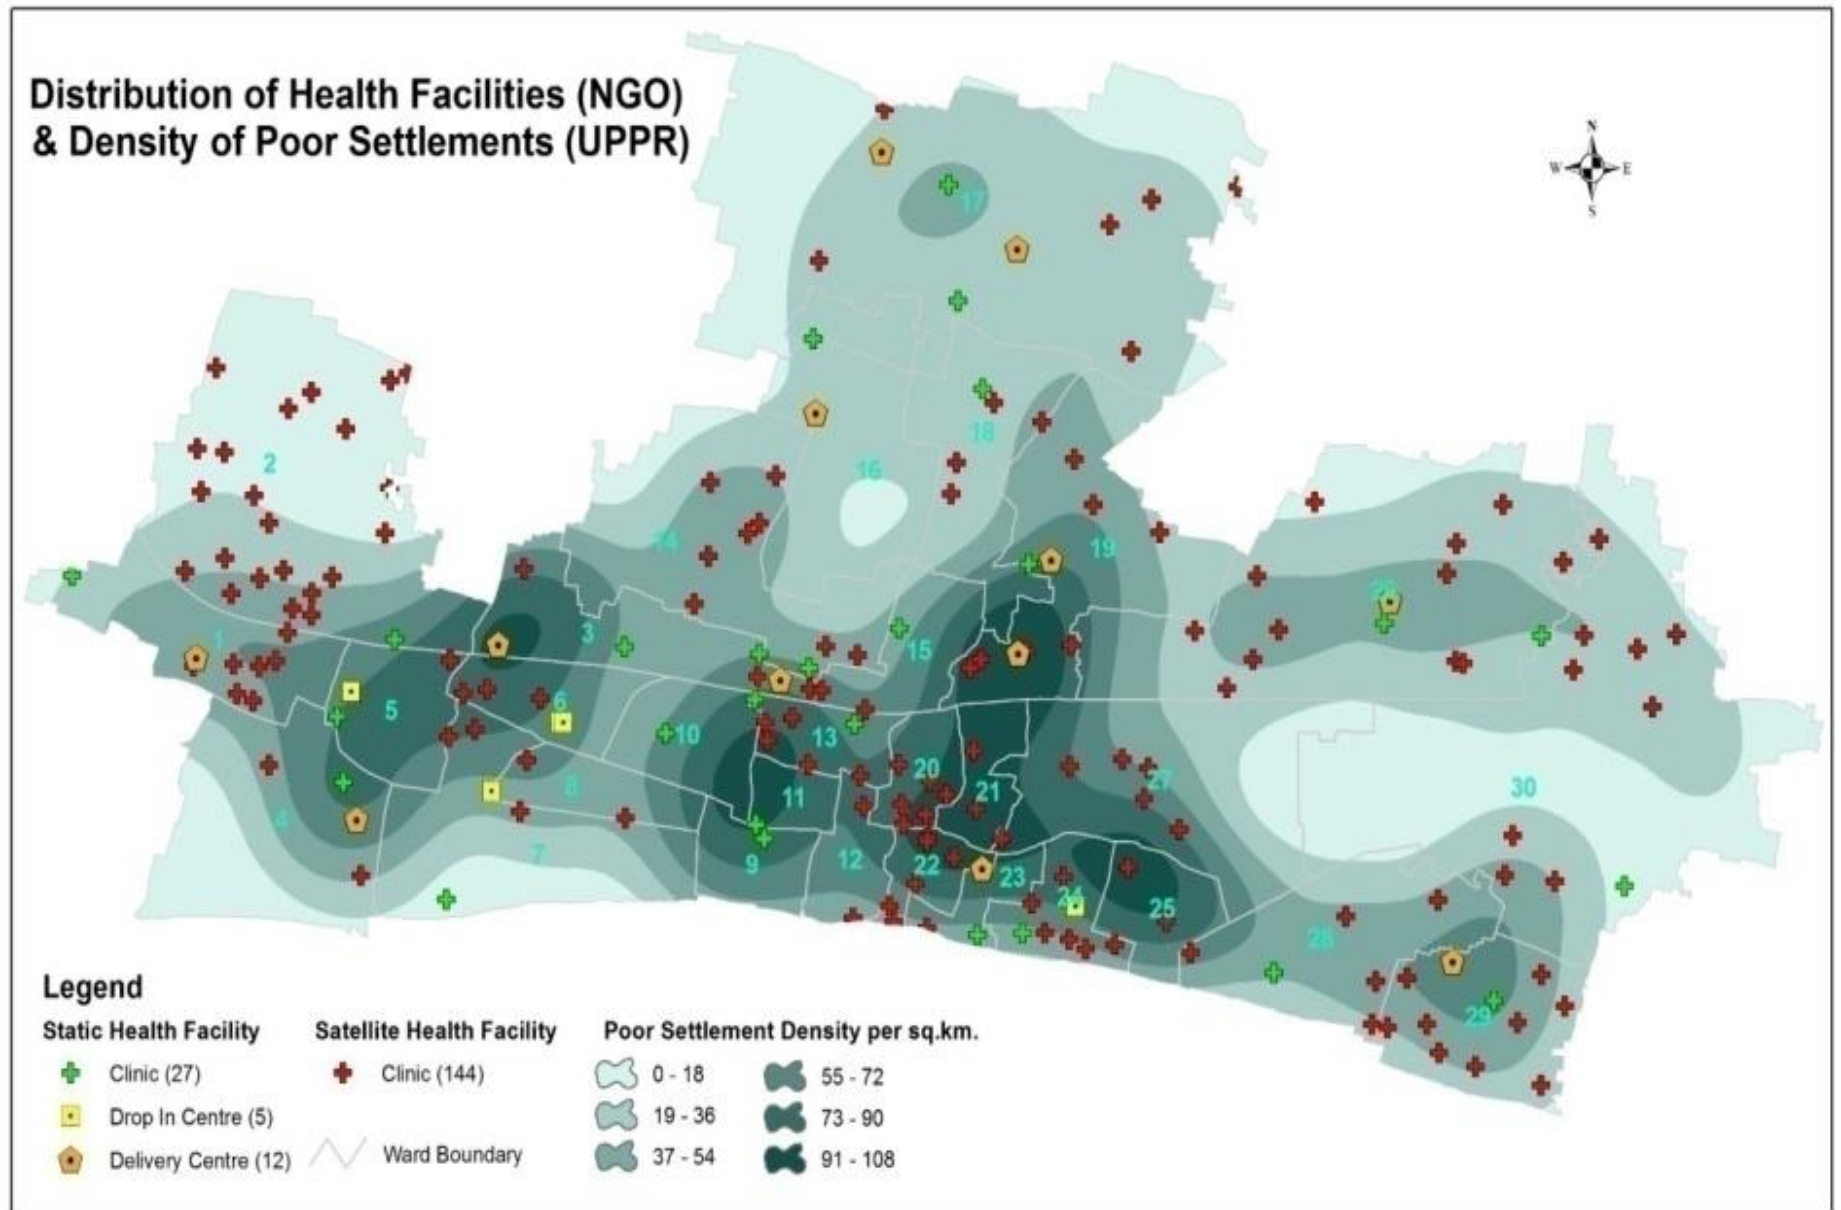 Distribution of Health Facilities (NGO)
& Density of Poor Settlements (UPPR)
N
W E
S
17
18
2
16
14
19
26
1
3
15
5
6
10
13
20
27
8
11
21
30
4
7
9
12
22
23
24
25
28
29
Legend
Static Health Facility
Clinic (27)
Drop In Centre (5)
Delivery Centre (12)
Satellite Health Facility
Clinic (144)
Ward Boundary
Poor Settlement Density per sq.km.
0 - 18
19 - 36
37 - 54
55 - 72
73 - 90
91 - 108